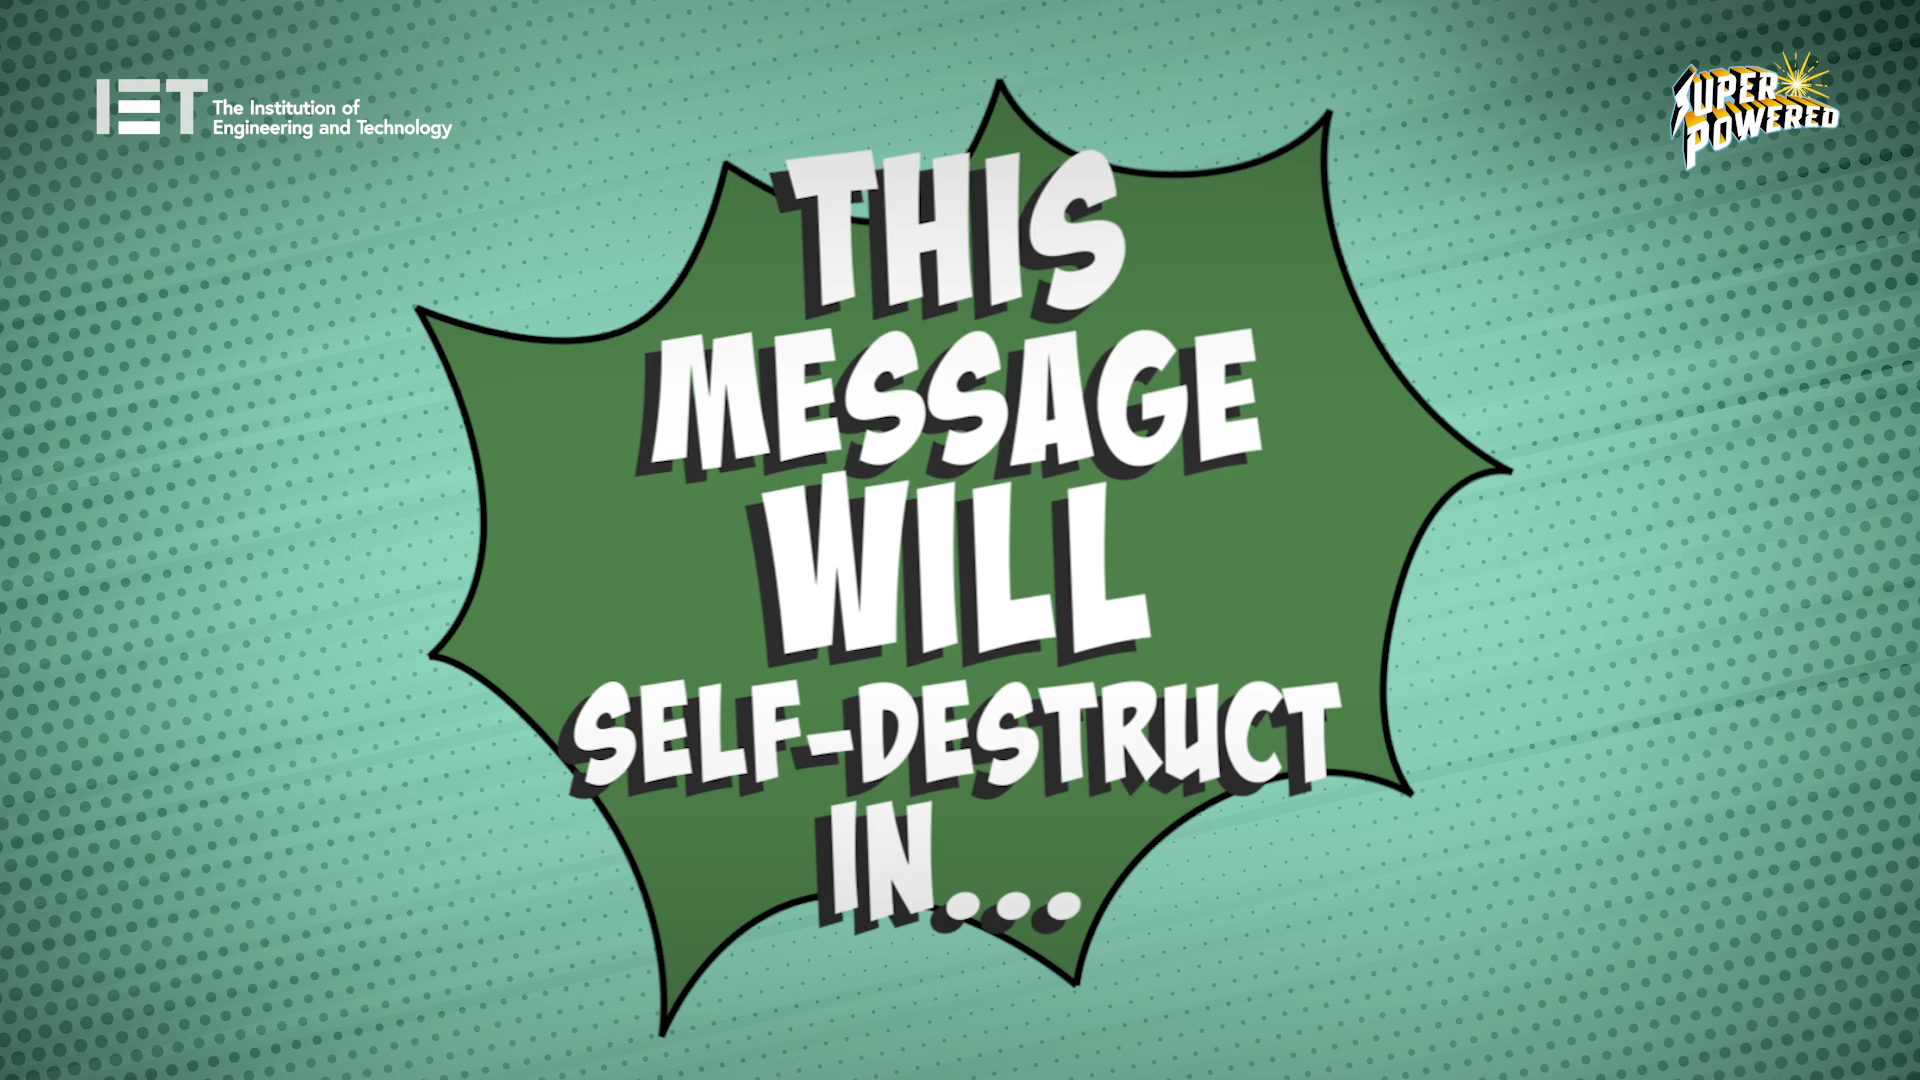 IET The Institution of
Engineering and Technology
SUPER
POWERED
THIS
MESSAGE
WILL
SELF-DESTRUCT
IN...